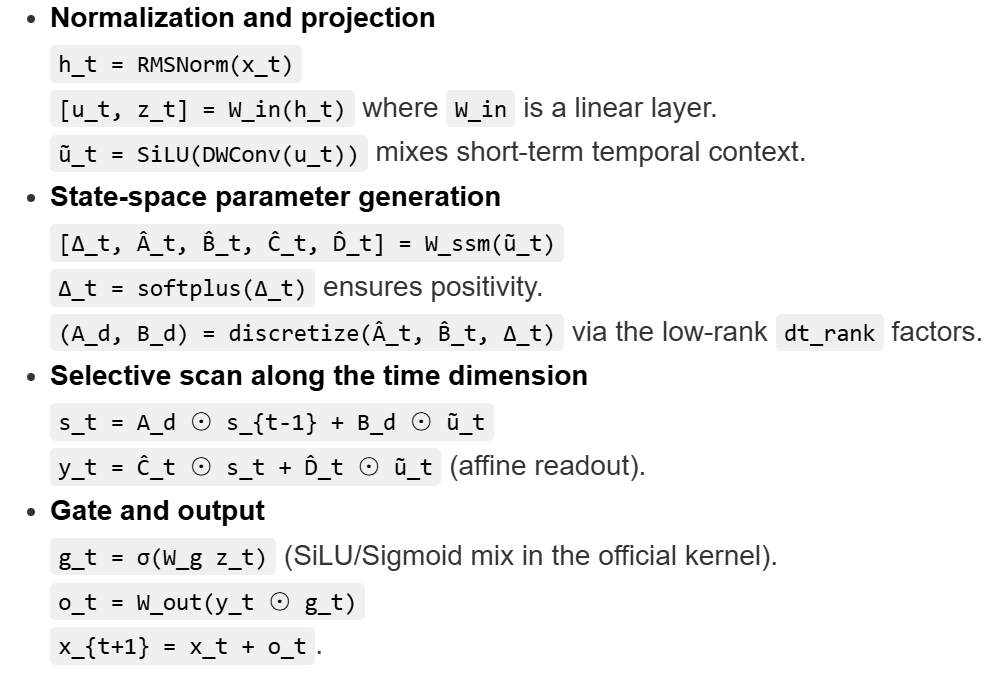 • Normalization and projection
h_t = RMSNorm(x_t)
[u_t, z_t] = W_in(h_t) where W_in is a linear layer.
ũ_t = SiLU(DWConv(u_t)) mixes short-term temporal context.
• State-space parameter generation
[Δ_t, Â_t, B̂_t, Ĉ_t, D̂_t] = W_ssm(ũ_t)
Δ_t = softplus(Δ_t) ensures positivity.
(A_d, B_d) = discretize(Â_t, B̂_t, Δ_t) via the low-rank dt_rank factors.
• Selective scan along the time dimension
s_t = A_d ⊙ s_{t-1} + B_d ⊙ ũ_t
y_t = Ĉ_t ⊙ s_t + D̂_t ⊙ ũ_t (affine readout).
• Gate and output
g_t = σ(W_g z_t) (SiLU/Sigmoid mix in the official kernel).
o_t = W_out(y_t ⊙ g_t)
x_{t+1} = x_t + o_t.